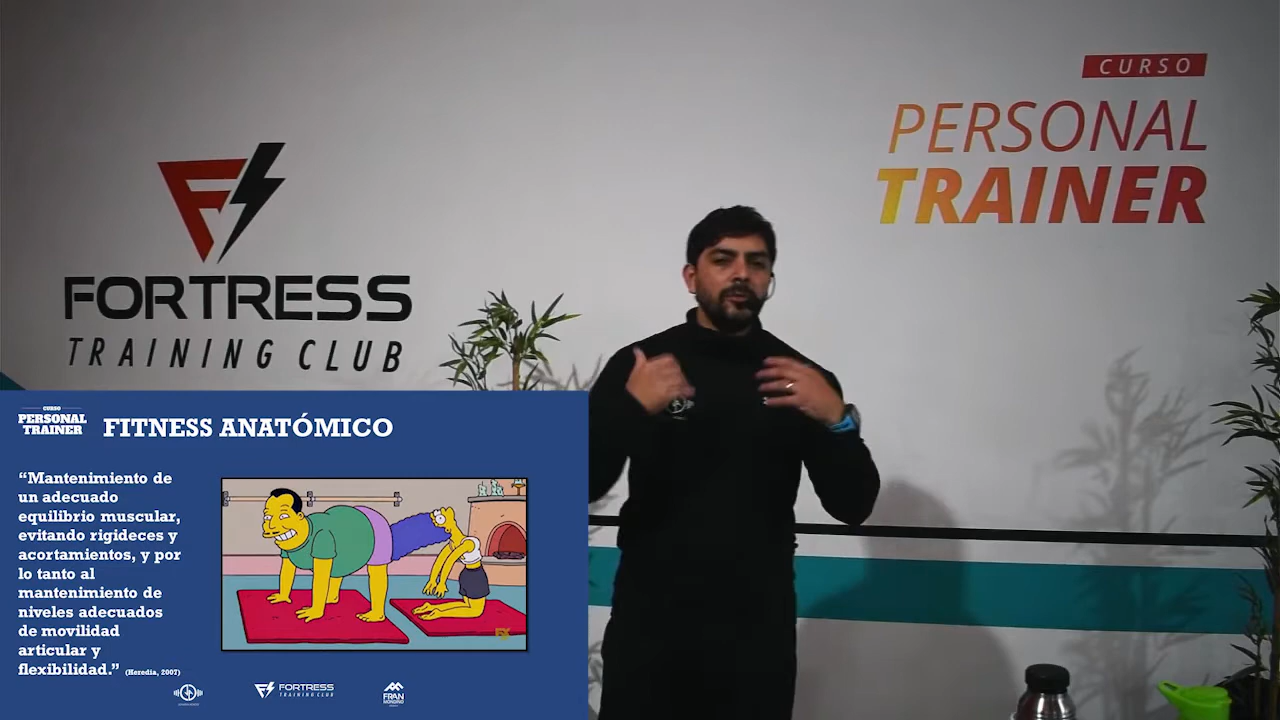 CURSO
PERSONAL
TRAINER
FORTRESS
TRAINING CLUB
CURSO
PERSONAL
TRAINER
FITNESS ANATÓMICO
“Mantenimiento de
un adecuado
equilibrio muscular,
evitando rigideces y
acortamientos, y por
lo tanto al
mantenimiento de
niveles adecuados
de movilidad
articular y
flexibilidad.” (Heredia, 2007)
FORTRESS
TRAINING CLUB
FRAN
MONDINO